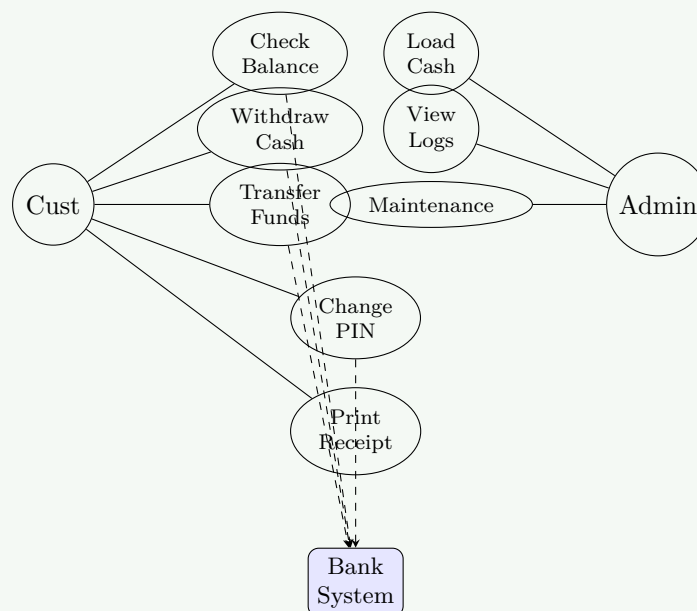 Check
Balance
Load
Cash
Withdraw
Cash
View
Logs
Cust
Transfer
Funds
Maintenance
Admin
Change
PIN
Print
Receipt
Bank
System